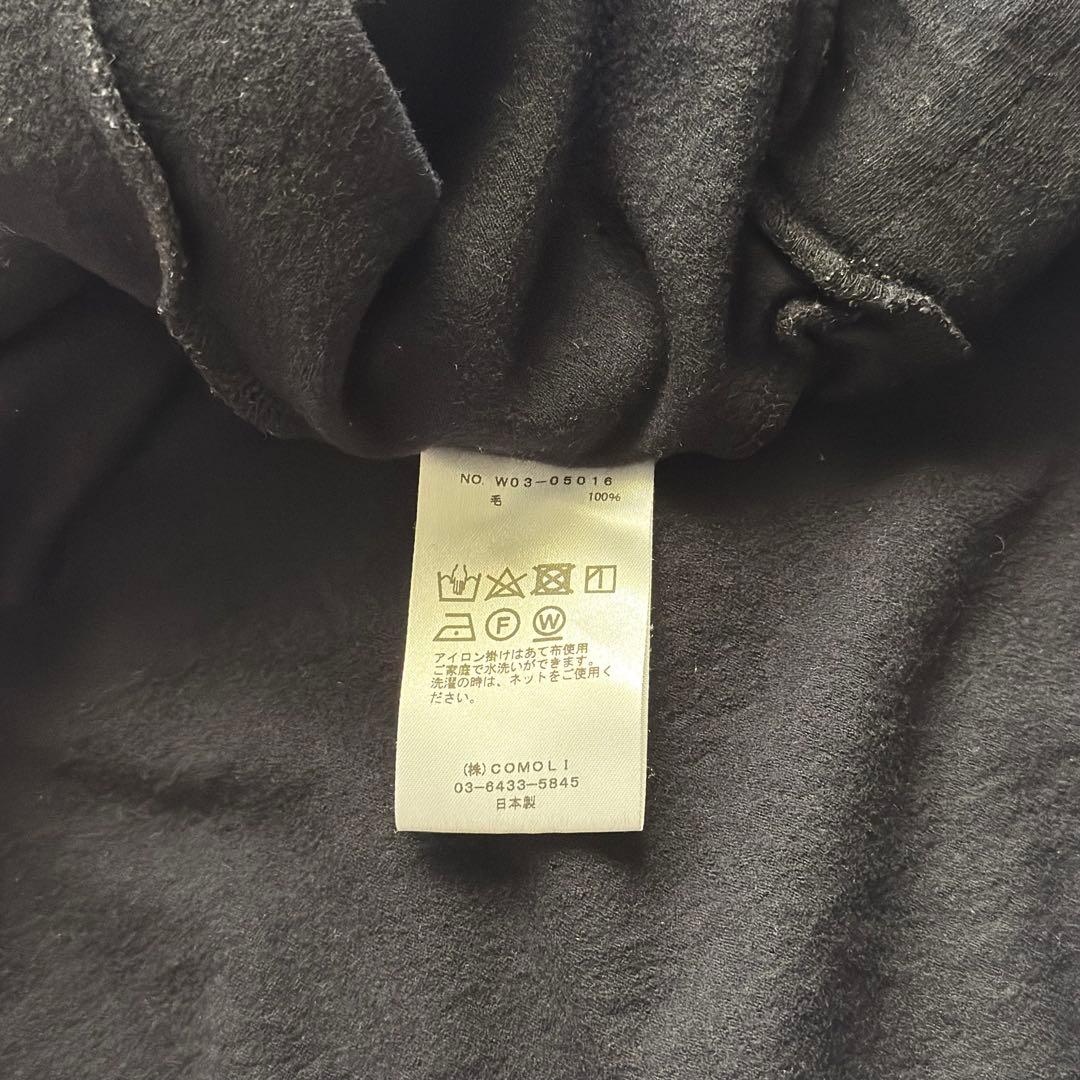 NO. W03-05016
毛 100%
F W
アイロン掛けはあて布使用
ご家庭で水洗いができます。
洗濯の時は、ネットをご使用く
ださい。
(株)COMOLI
03-6433-5845
日本製